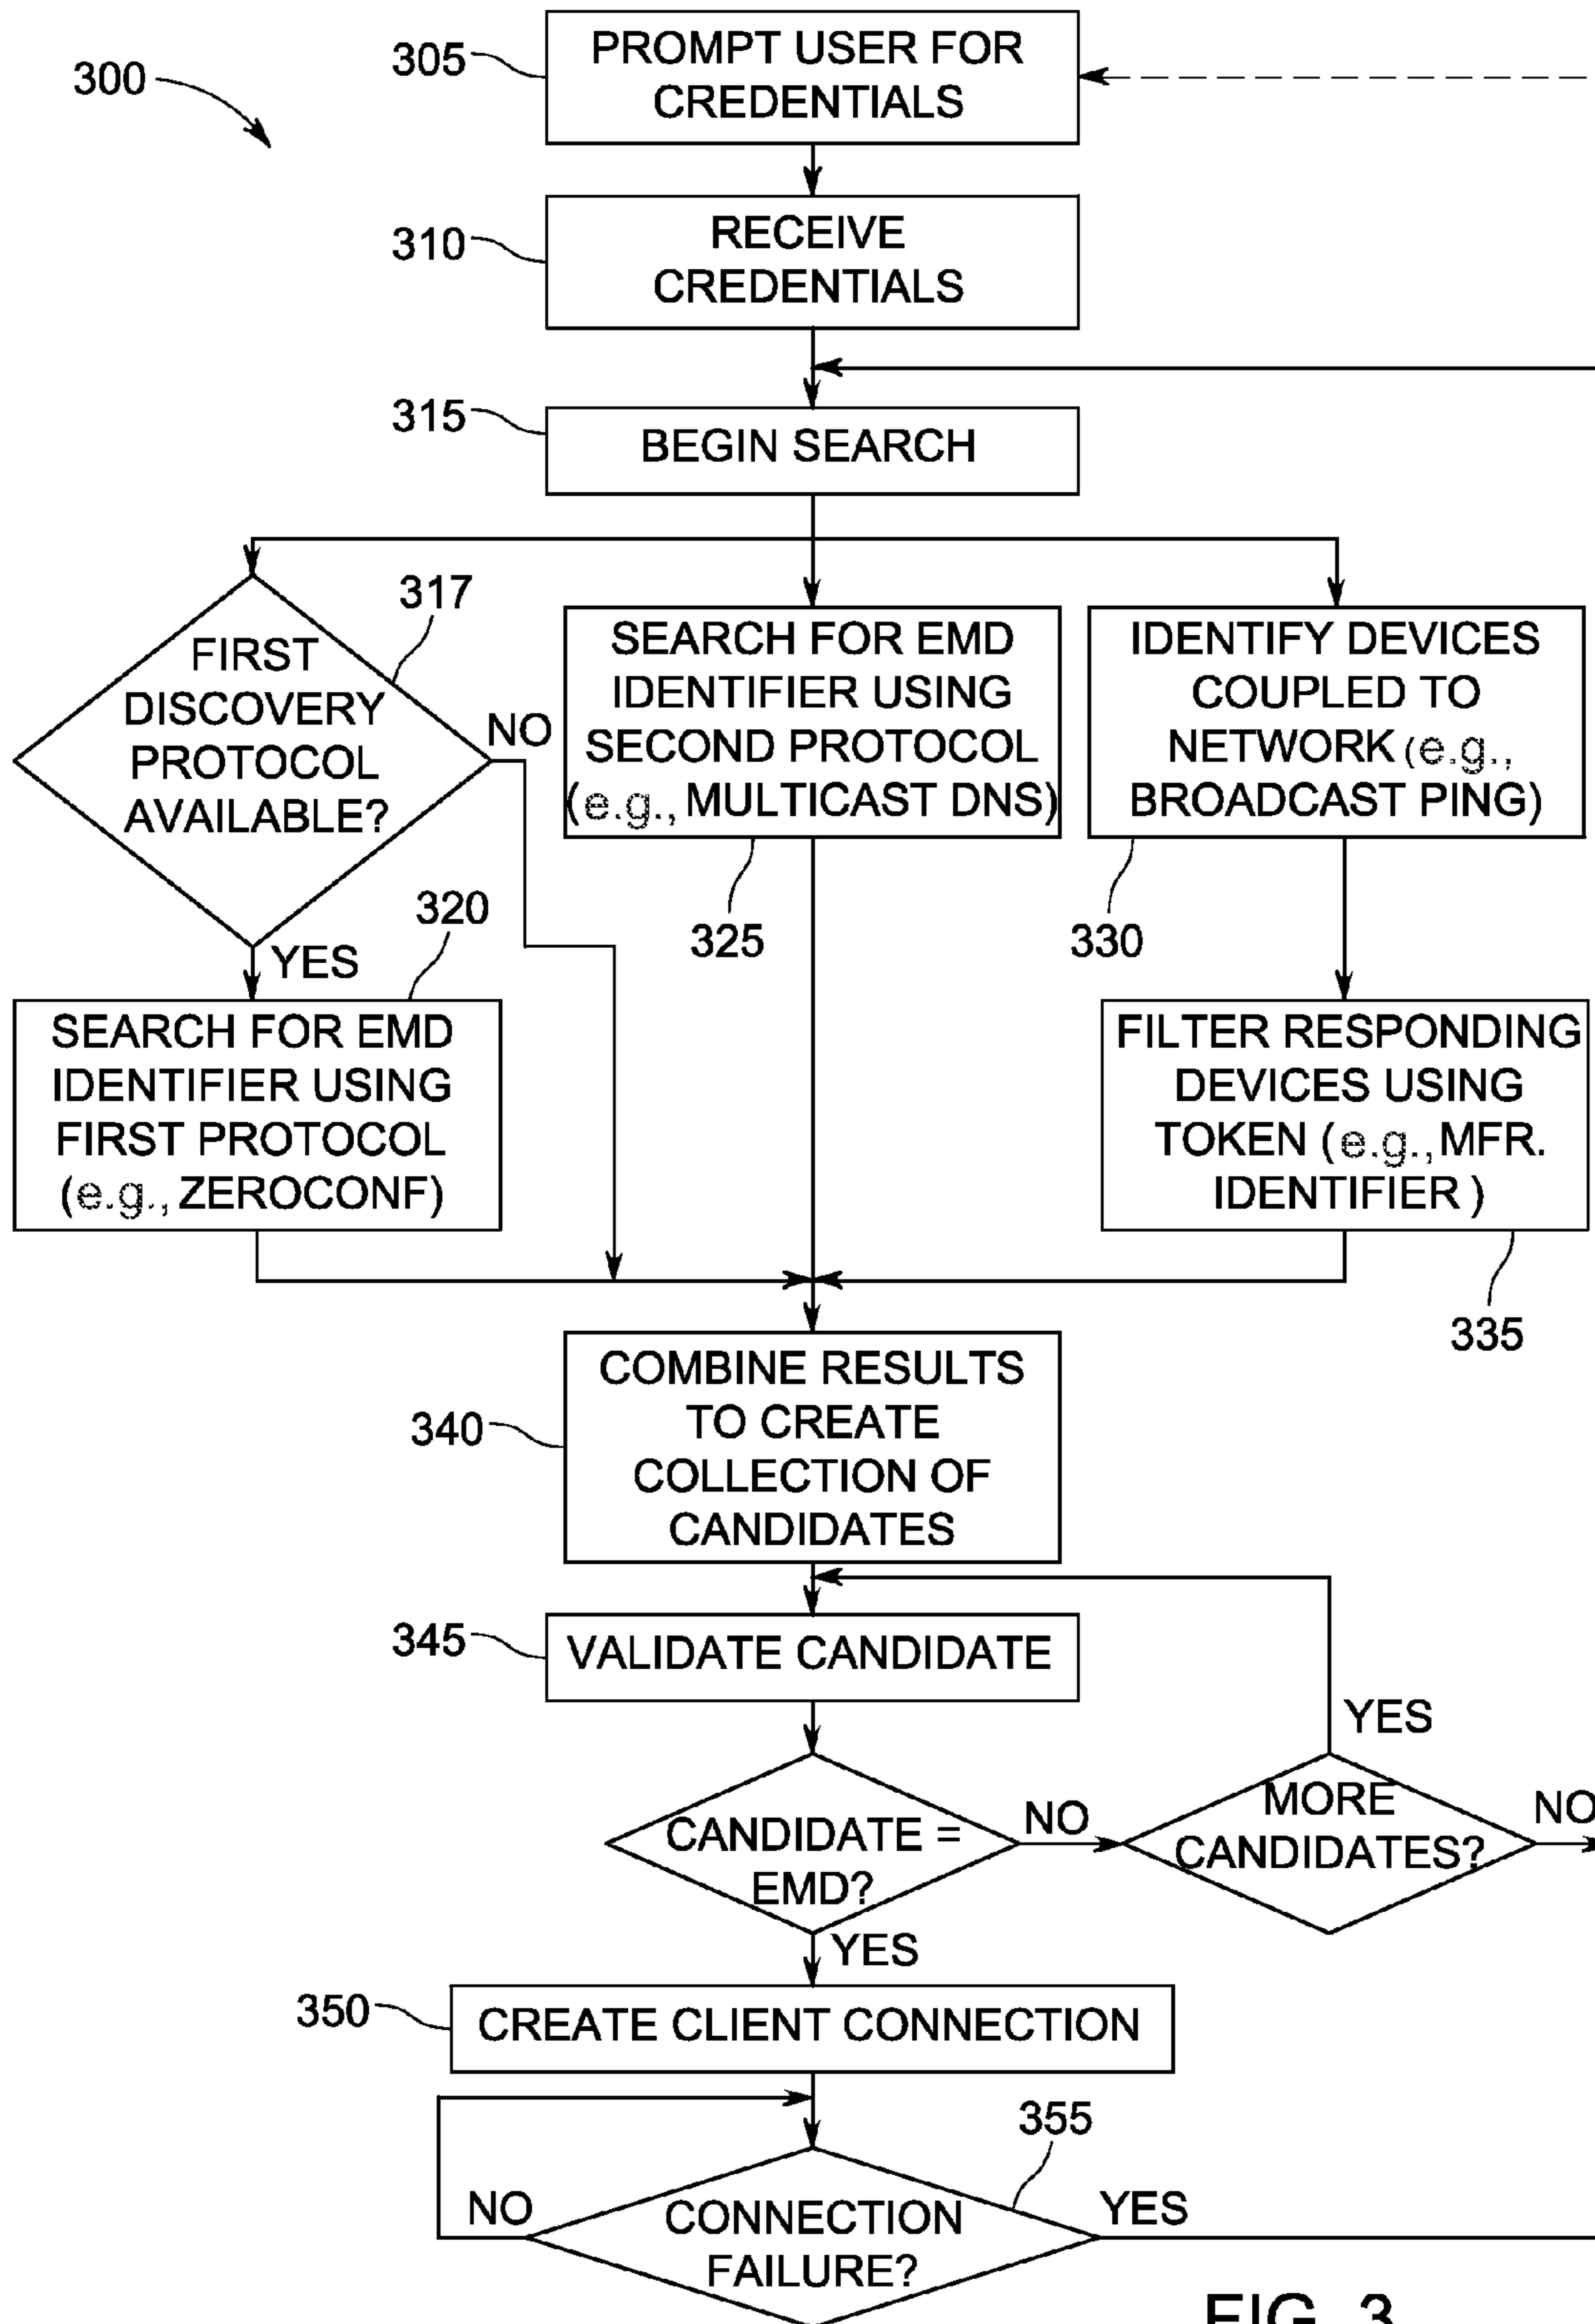 300
305
PROMPT USER FOR
CREDENTIALS
310
RECEIVE
CREDENTIALS
315
BEGIN SEARCH
317
FIRST
DISCOVERY
PROTOCOL
AVAILABLE?
NO
YES
SEARCH FOR EMD
IDENTIFIER USING
SECOND PROTOCOL
(e.g., MULTICAST DNS)
325
IDENTIFY DEVICES
COUPLED TO
NETWORK (e.g.,
BROADCAST PING)
330
320
SEARCH FOR EMD
IDENTIFIER USING
FIRST PROTOCOL
(e.g., ZEROCONF)
FILTER RESPONDING
DEVICES USING
TOKEN (e.g., MFR.
IDENTIFIER )
335
340
COMBINE RESULTS
TO CREATE
COLLECTION OF
CANDIDATES
345
VALIDATE CANDIDATE
YES
CANDIDATE =
EMD?
NO
MORE
CANDIDATES?
NO
YES
350
CREATE CLIENT CONNECTION
355
NO
CONNECTION
FAILURE?
YES
FIG. 3